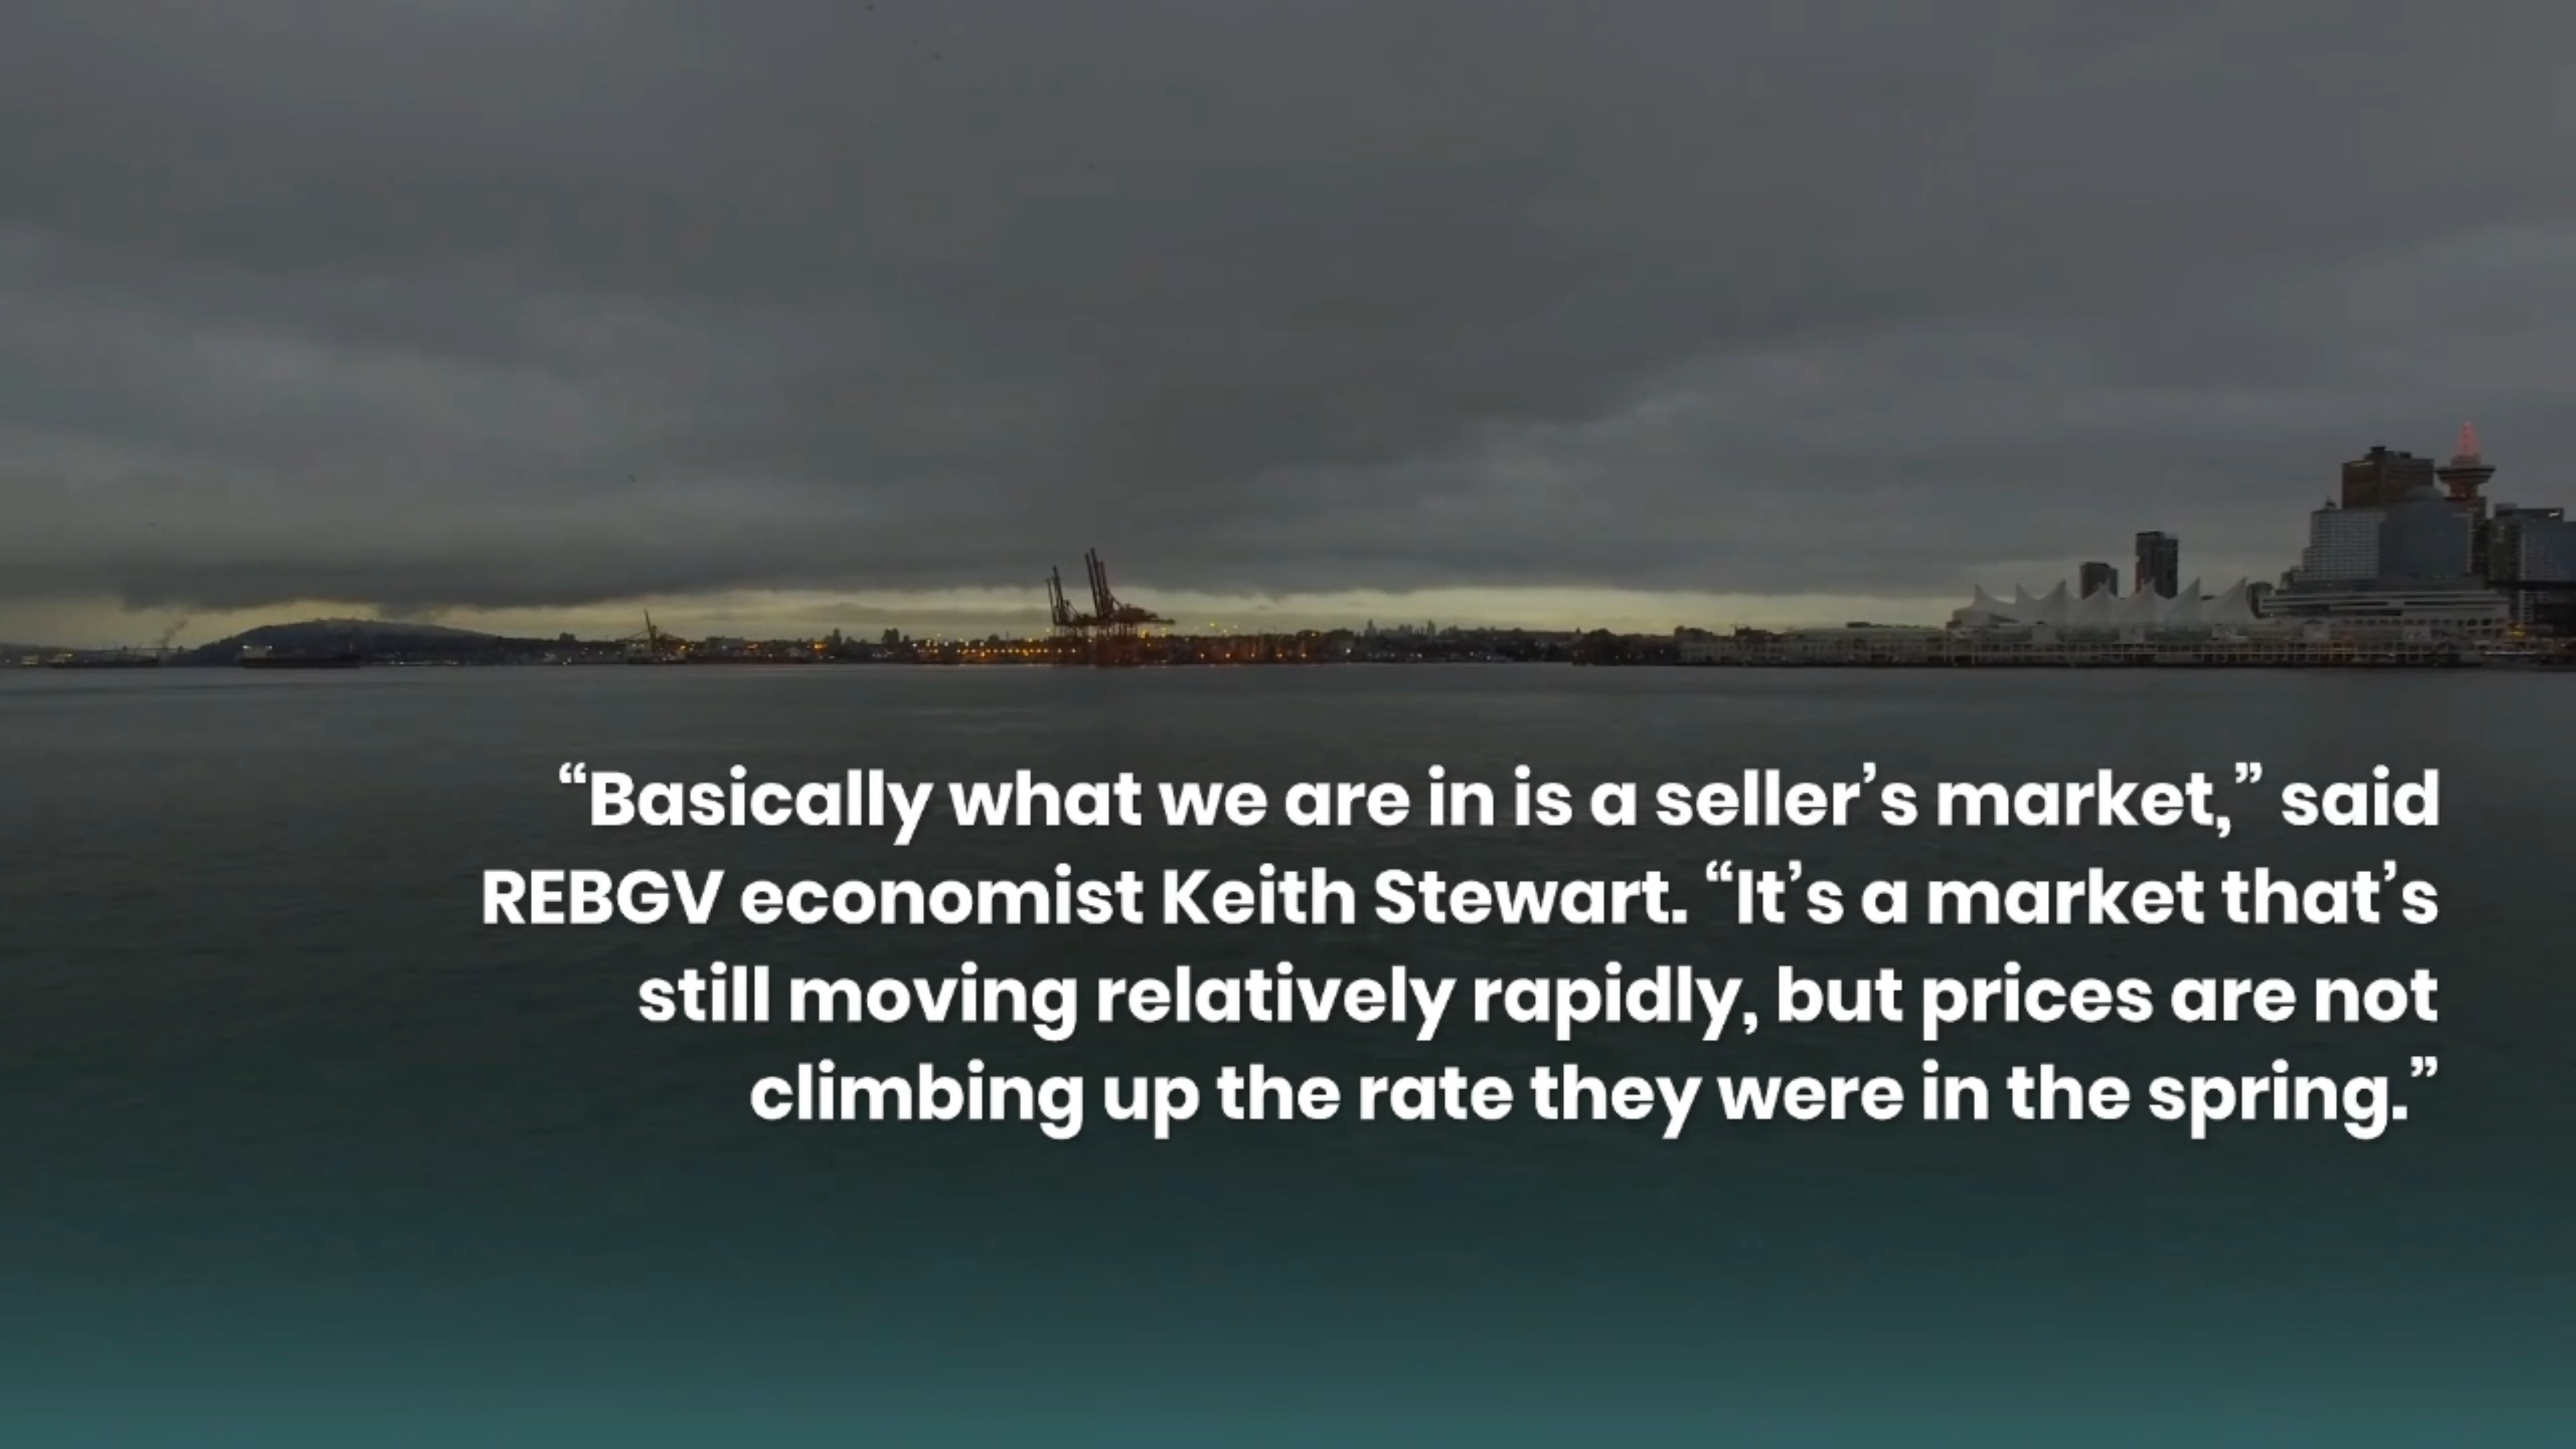 “Basically what we are in is a seller’s market,” said
REBGV economist Keith Stewart. “It’s a market that’s
still moving relatively rapidly, but prices are not
climbing up the rate they were in the spring.”